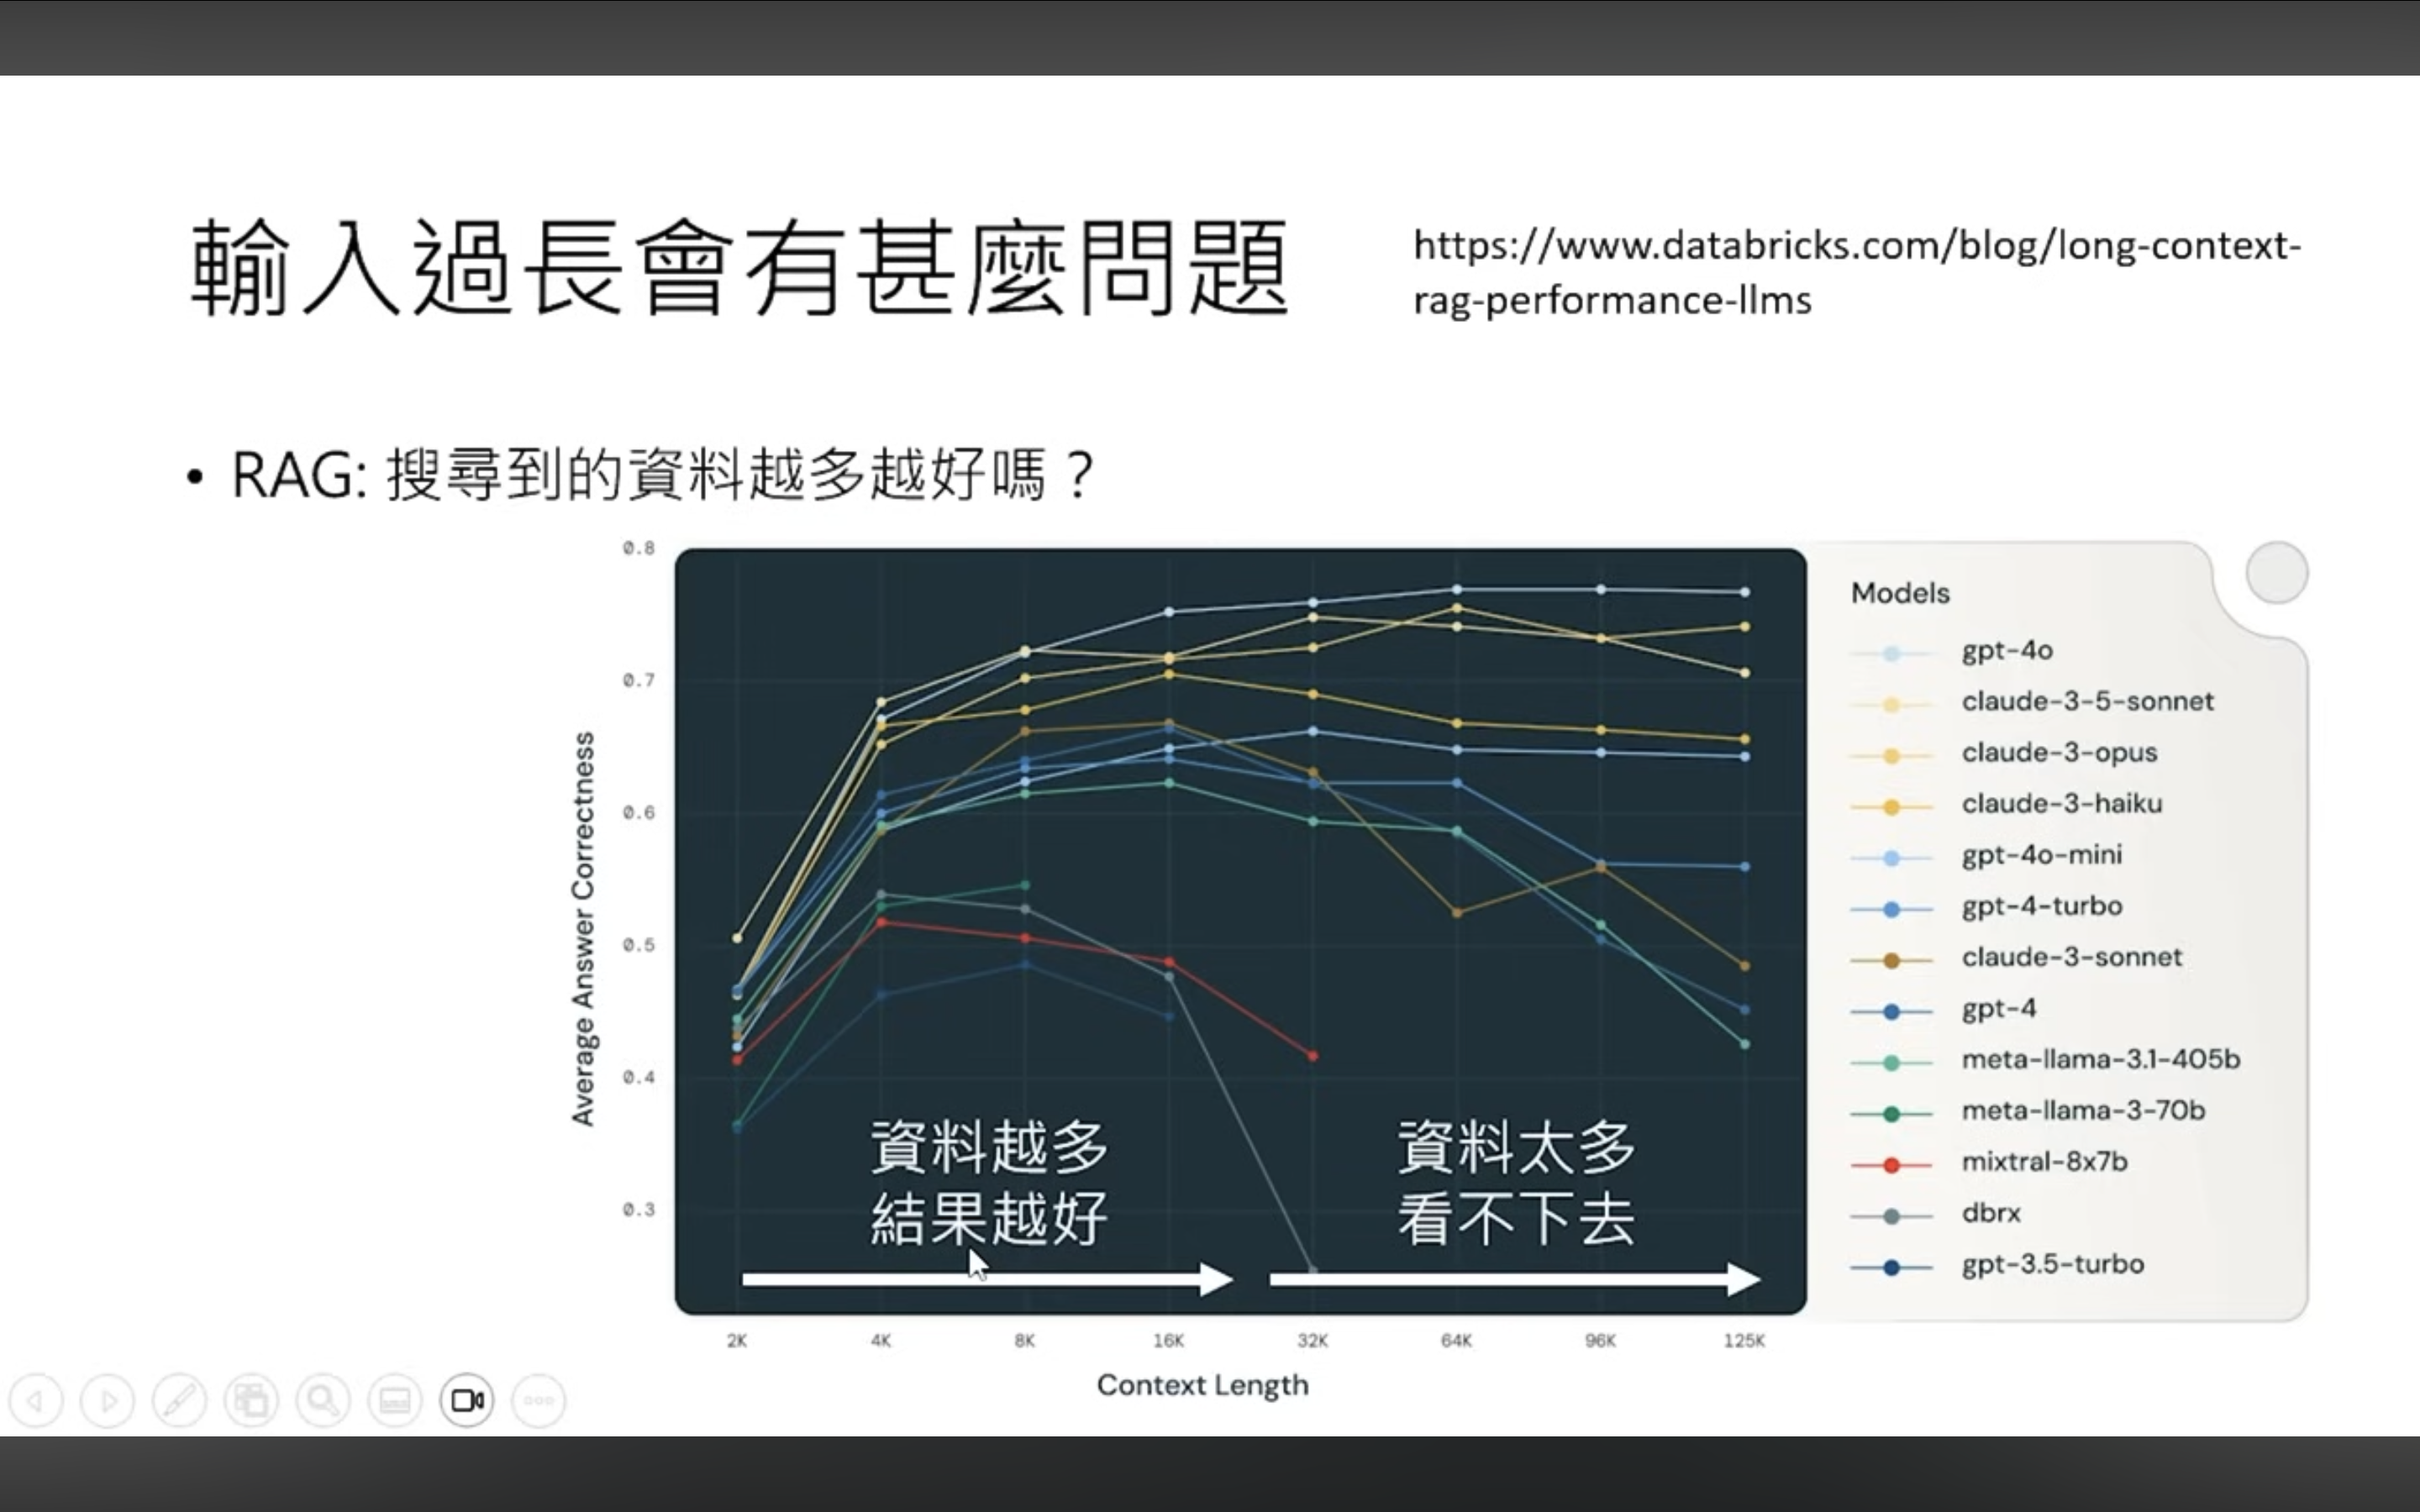 輸入過長會有甚麼問題
https://www.databricks.com/blog/long-context-
rag-performance-llms
• RAG: 搜尋到的資料越多越好嗎？
Average Answer Correctness
0.8
0.7
0.6
0.5
0.4
0.3
資料越多
結果越好
資料太多
看不下去
2K 4K 8K 16K 32K 64K 96K 125K
Context Length
Models
gpt-4o
claude-3-5-sonnet
claude-3-opus
claude-3-haiku
gpt-4o-mini
gpt-4-turbo
claude-3-sonnet
gpt-4
meta-llama-3.1-405b
meta-llama-3-70b
mixtral-8x7b
dbrx
gpt-3.5-turbo